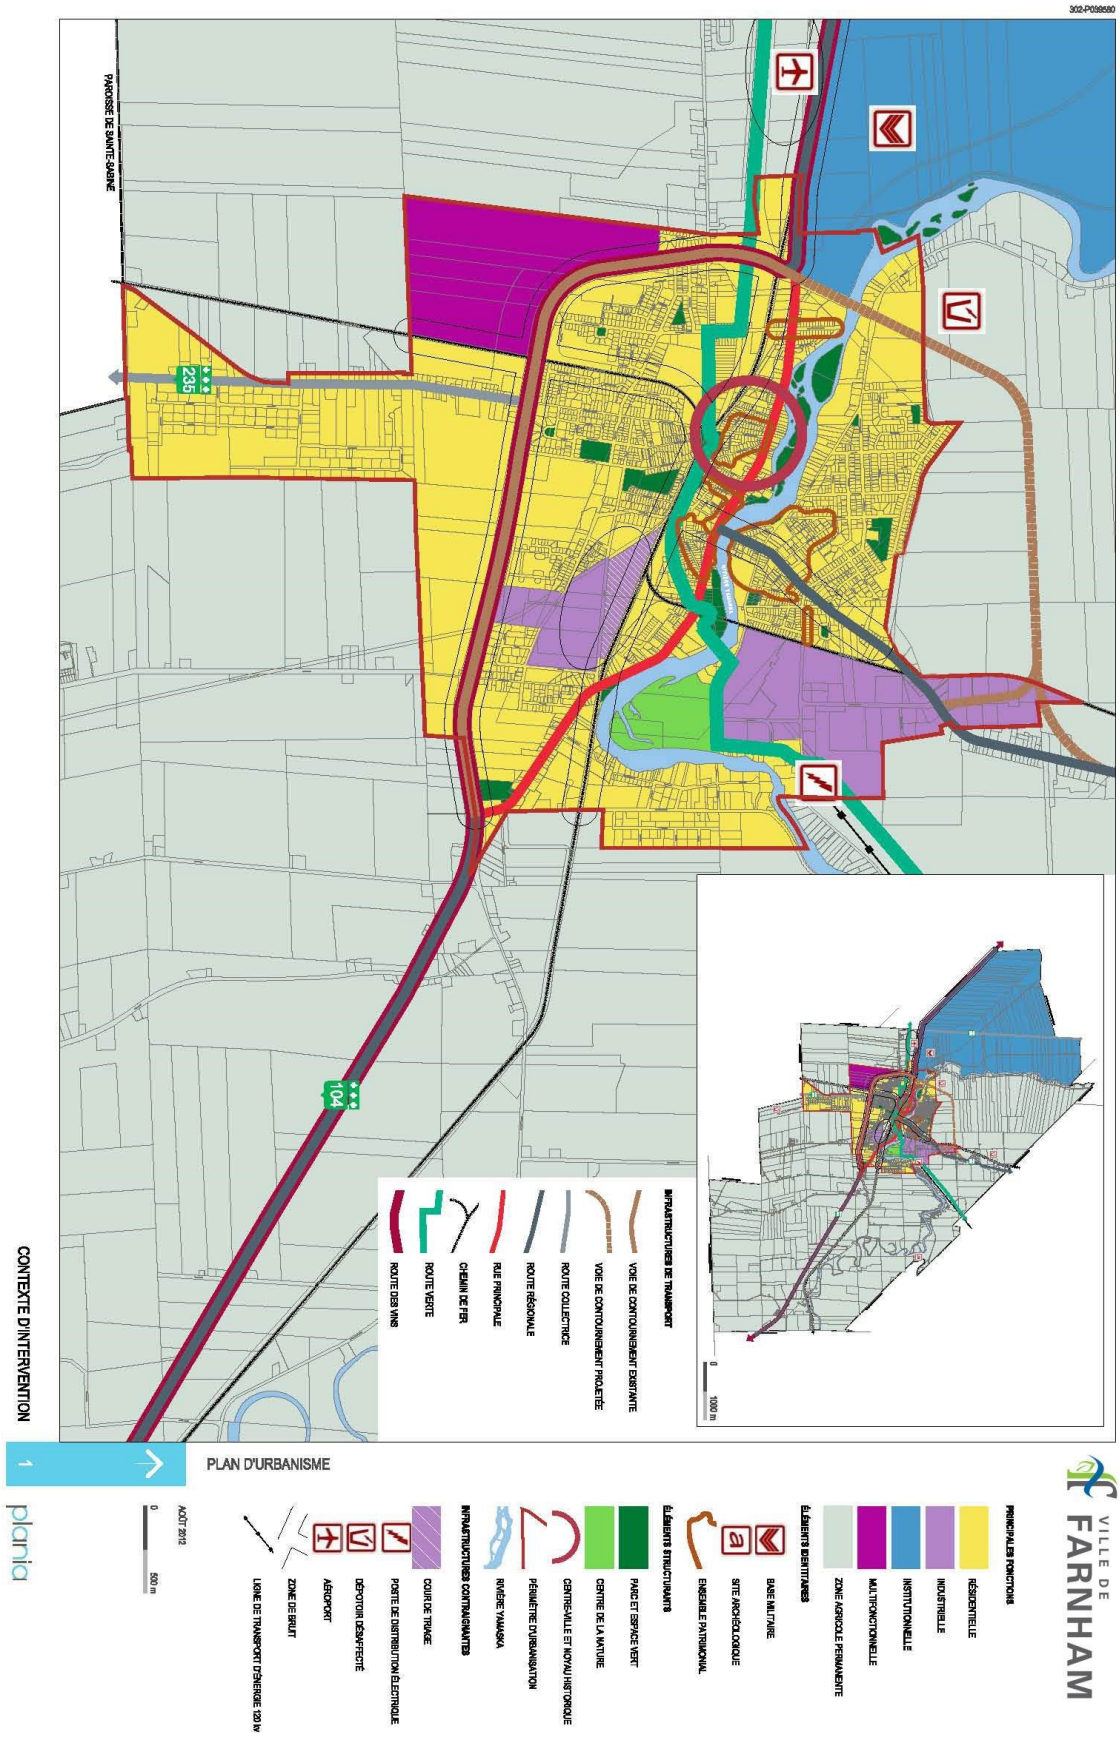 302-P039580
VILLE DE
FARNHAM
PRINCIPALES FONCTIONS
RÉSIDENTIELLE
INDUSTRIELLE
INSTITUTIONNELLE
MULTIFONCTIONNELLE
ZONE AGRICOLE PERMANENTE
ÉLÉMENTS IDENTITAIRES
BASE MILITAIRE
a
SITE ARCHÉOLOGIQUE
ENSEMBLE PATRIMONIAL
ÉLÉMENTS STRUCTURANTS
PARC ET ESPACE VERT
CENTRE DE LA NATURE
CENTRE-VILLE ET NOYAU HISTORIQUE
PÉRIMÈTRE D'URBANISATION
RIVIÈRE YAMASKA
INFRASTRUCTURES CONTRAIGNANTES
COUR DE TRIAGE
POSTE DE DISTRIBUTION ÉLECTRIQUE
DÉPOTOIR DÉSAFFECTÉ
AÉROPORT
ZONE DE BRUIT
LIGNE DE TRANSPORT D'ÉNERGIE 120 kv
0 500 m
AOÛT 2012
plania
INFRASTRUCTURES DE TRANSPORT
VOIE DE CONTOURNEMENT EXISTANTE
VOIE DE CONTOURNEMENT PROJETÉE
ROUTE COLLECTRICE
ROUTE RÉGIONALE
RUE PRINCIPALE
CHEMIN DE FER
ROUTE VERTE
ROUTE DES VINS
0 1000 m
PAROISSE DE SAINTE-SABINE
235
104
PLAN D'URBANISME
CONTEXTE D'INTERVENTION
1